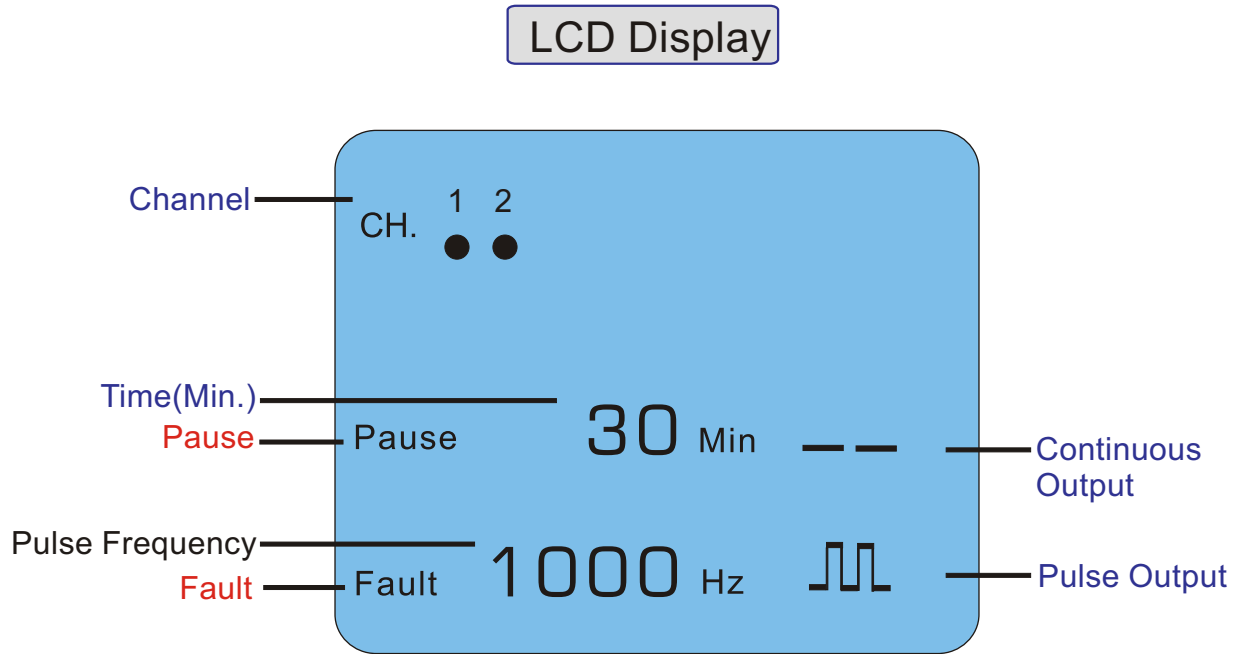 LCD Display
Channel
CH.
1 2
Time(Min.)
Pause
Pause
30 Min
Continuous
Output
Pulse Frequency
Fault
Fault
1000 Hz
Pulse Output